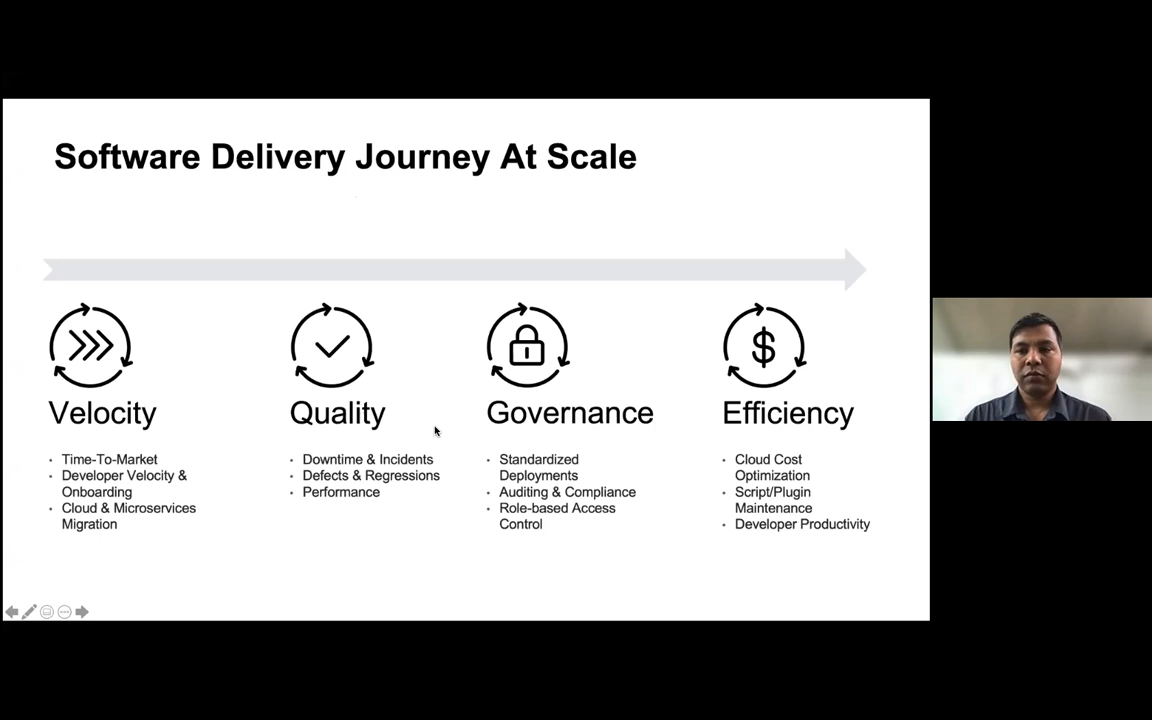 Software Delivery Journey At Scale
Velocity
Time-To-Market
Developer Velocity &
Onboarding
Cloud & Microservices
Migration
Quality
Downtime & Incidents
Defects & Regressions
Performance
Governance
Standardized
Deployments
Auditing & Compliance
Role-based Access
Control
$
Efficiency
Cloud Cost
Optimization
Script/Plugin
Maintenance
Developer Productivity